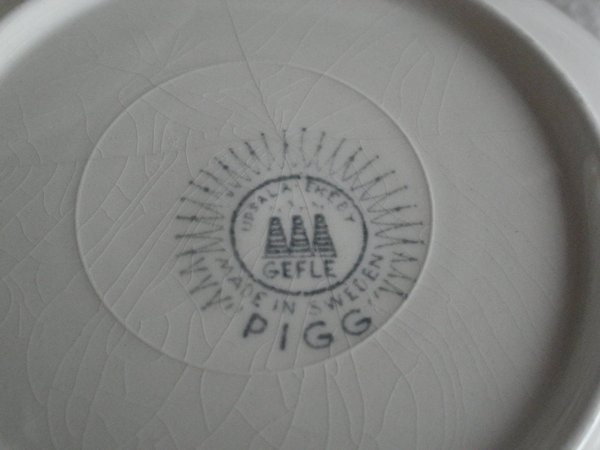 UPSALA EKEBY
GEFLE
MADE IN SWEDEN
PIGG